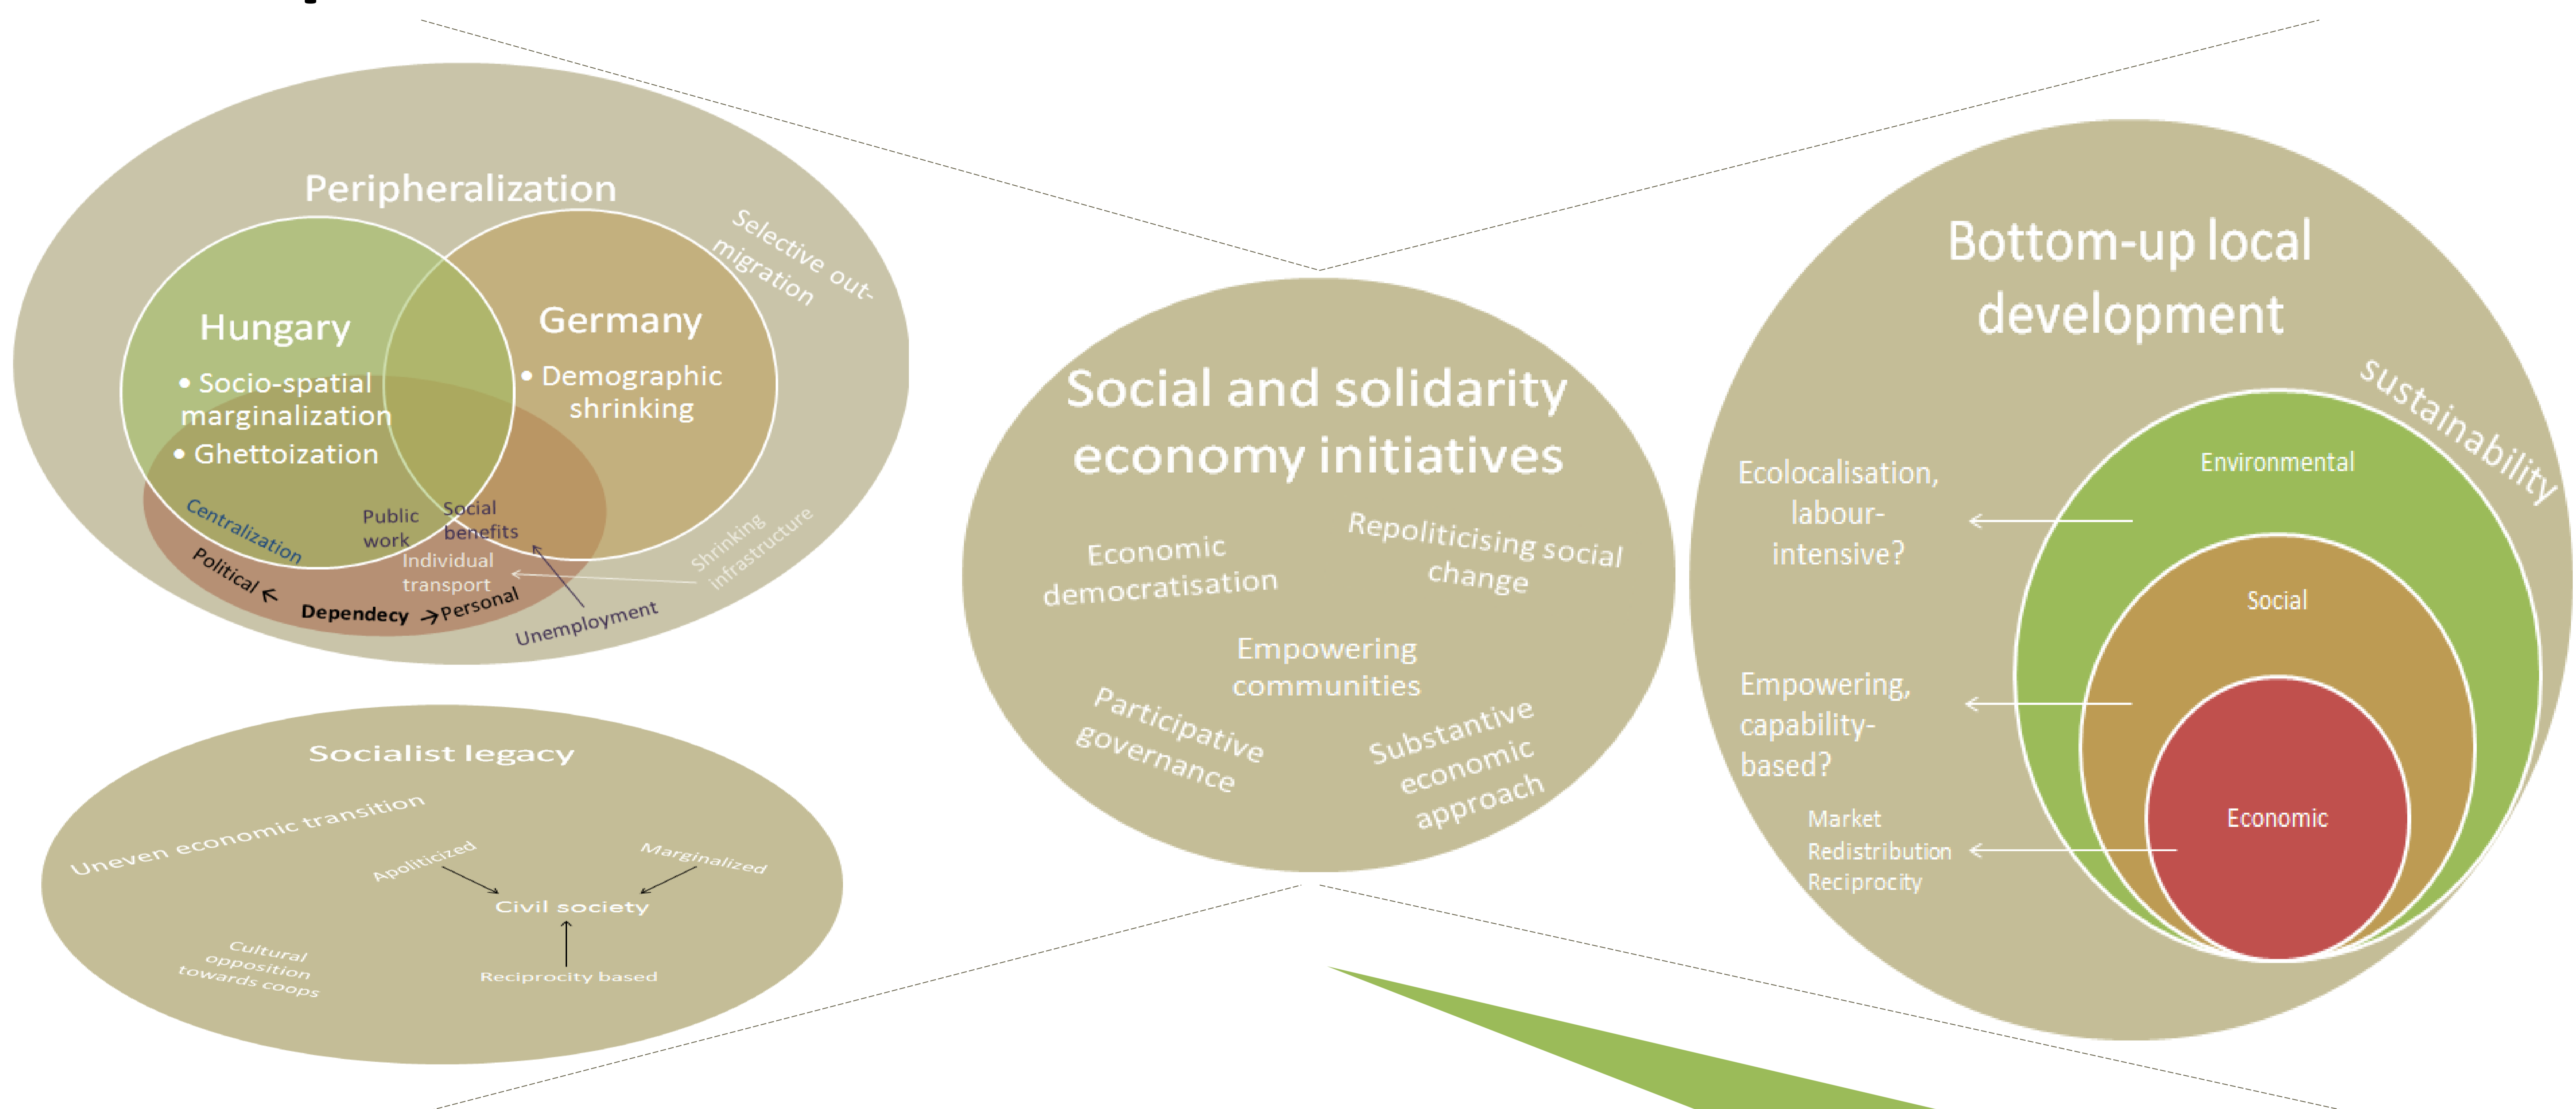 Peripheralization
Selective out-
migration
Hungary
• Socio-spatial
marginalization
• Ghettoization
Germany
• Demographic
shrinking
Centralization
Public
work
Social
benefits
Individual
transport
Shrinking
infrastructure
Political ←
Dependecy
→ Personal
Unemployment
Socialist legacy
Uneven economic transition
Apoliticized
Marginalized
Civil society
Cultural
opposition
towards coops
Reciprocity based
Social and solidarity
economy initiatives
Economic
democratisation
Repoliticising social
change
Empowering
communities
Participative
governance
Substantive
economic
approach
Bottom-up local
development
sustainability
Ecolocalisation,
labour-
intensive?
Empowering,
capability-
based?
Market
Redistribution
Reciprocity
Environmental
Social
Economic